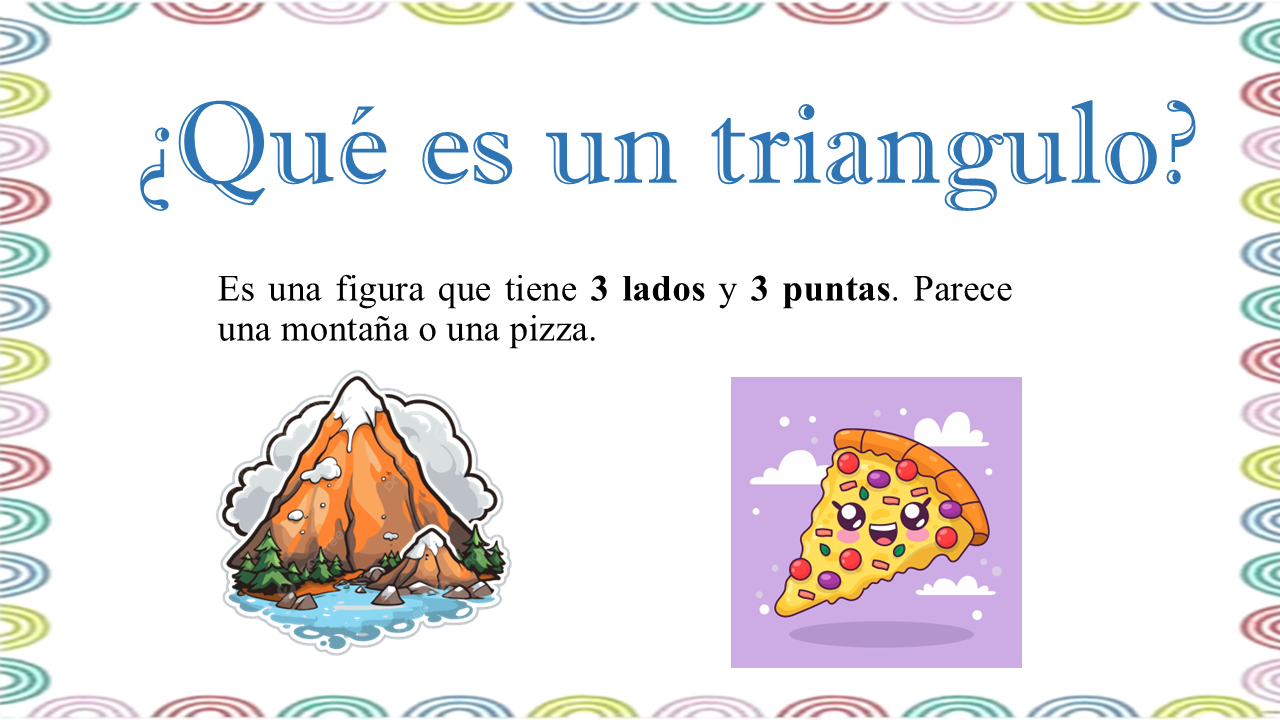 ¿Qué es un triangulo?
Es una figura que tiene 3 lados y 3 puntas. Parece
una montaña o una pizza.